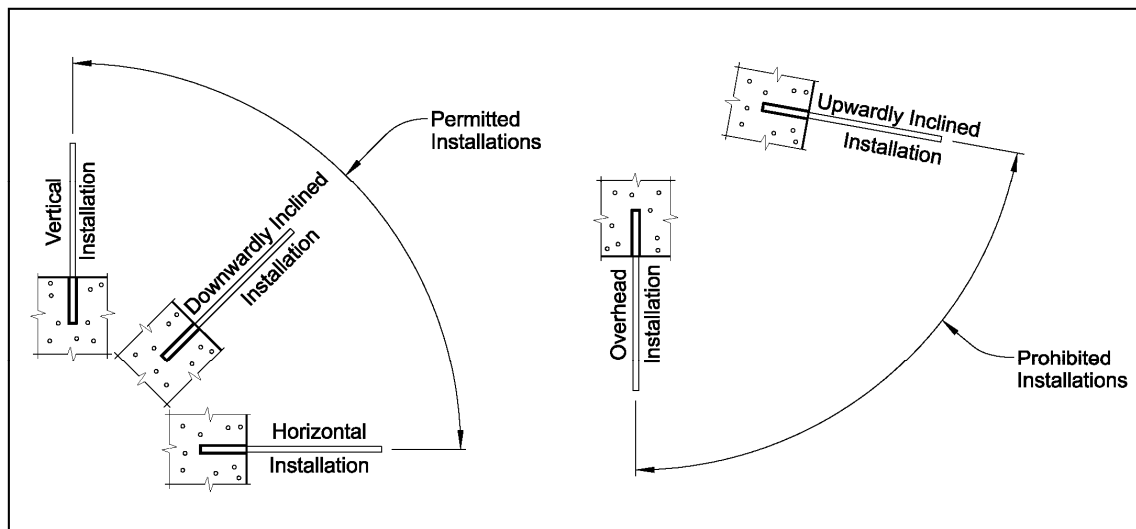 Permitted
Installations
Vertical
Installation
Downwardly Inclined
Installation
Horizontal
Installation
Upwardly Inclined
Installation
Overhead
Installation
Prohibited
Installations